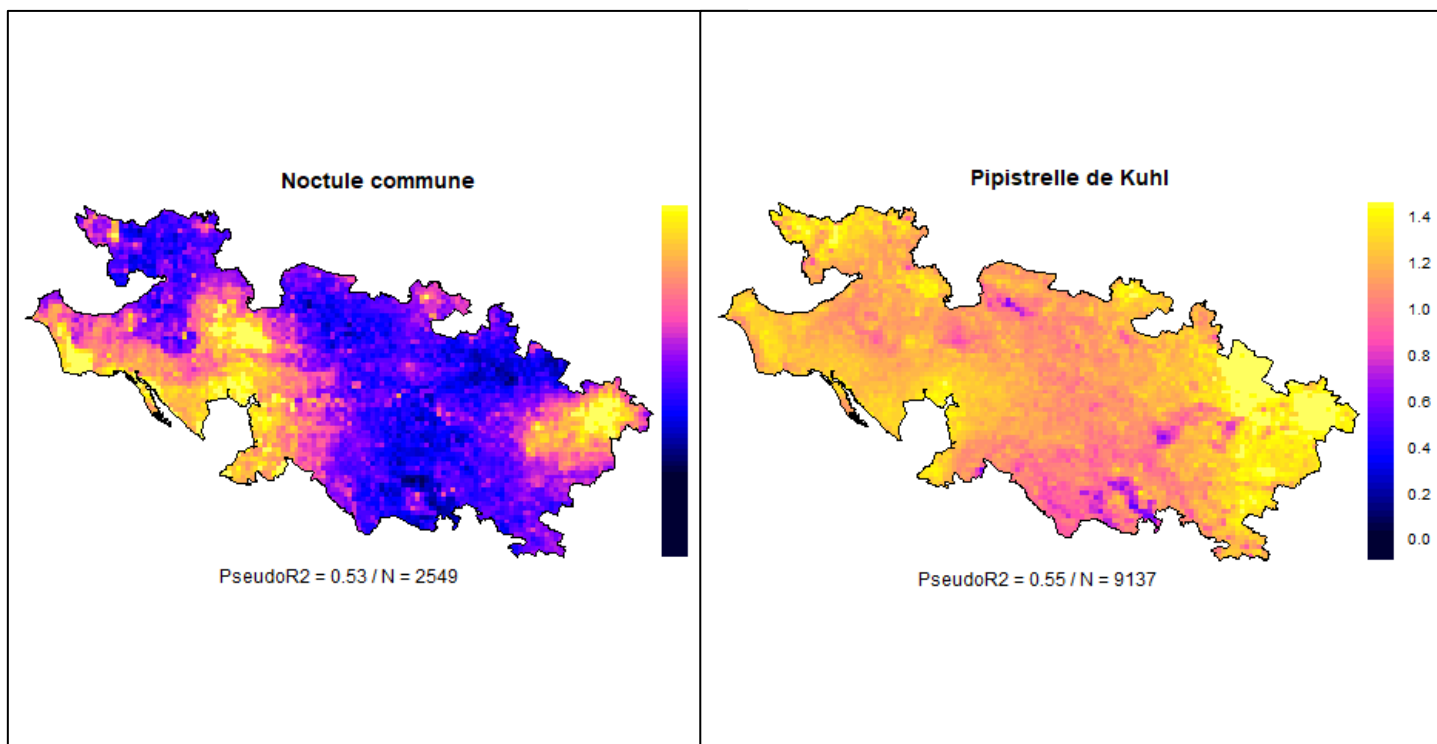 Noctule commune
PseudoR2 = 0.53 / N = 2549
Pipistrelle de Kuhl
1.4
1.2
1.0
0.8
0.6
0.4
0.2
0.0
PseudoR2 = 0.55 / N = 9137